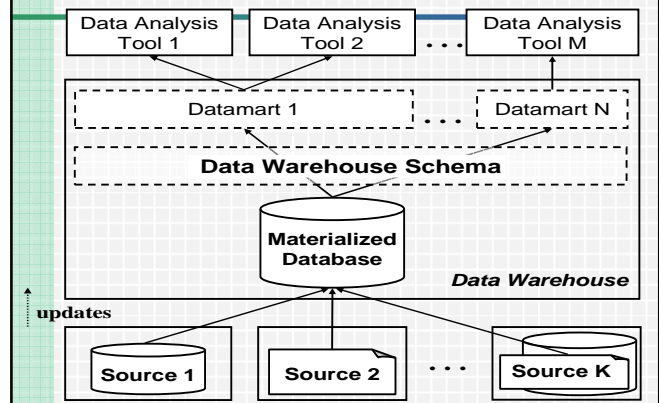 Data Analysis
Tool 1
Data Analysis
Tool 2
...
Data Analysis
Tool M
Datamart 1
...
Datamart N
Data Warehouse Schema
Materialized
Database
Data Warehouse
updates
Source 1
Source 2
...
Source K